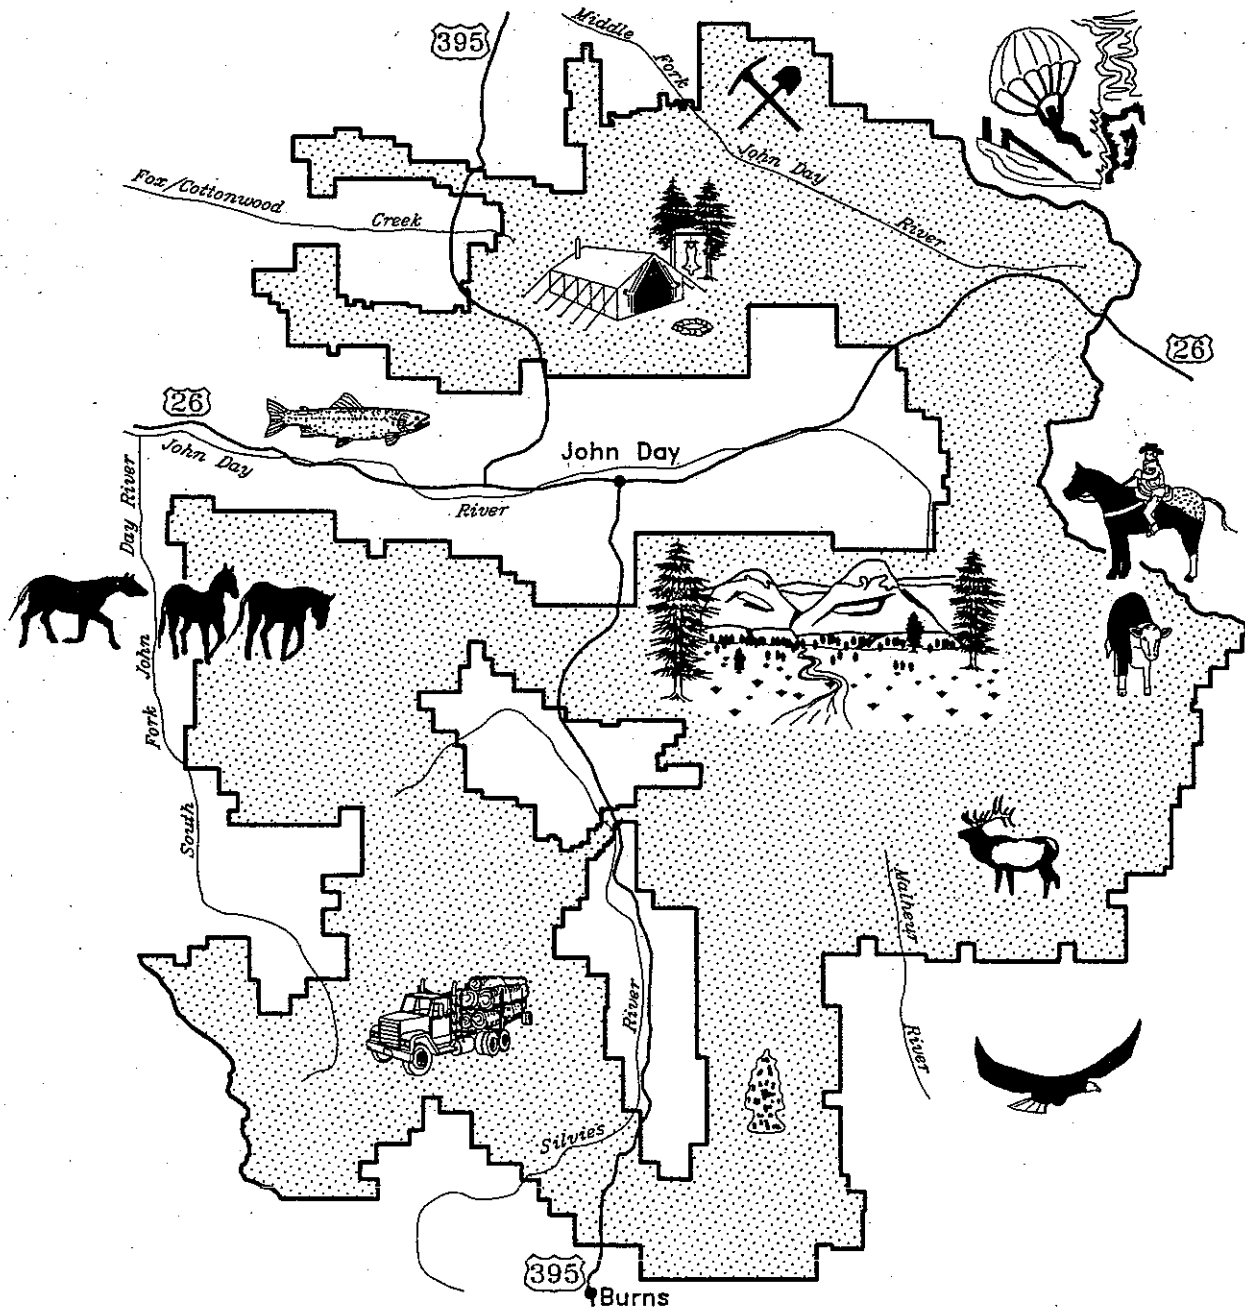 395
Middle
Fork
John Day
River
Fox/Cottonwood
Creek
26
26
John Day
River
John Day
South
Fork
John
Day River
Malheur
River
River
Silvies
395
Burns